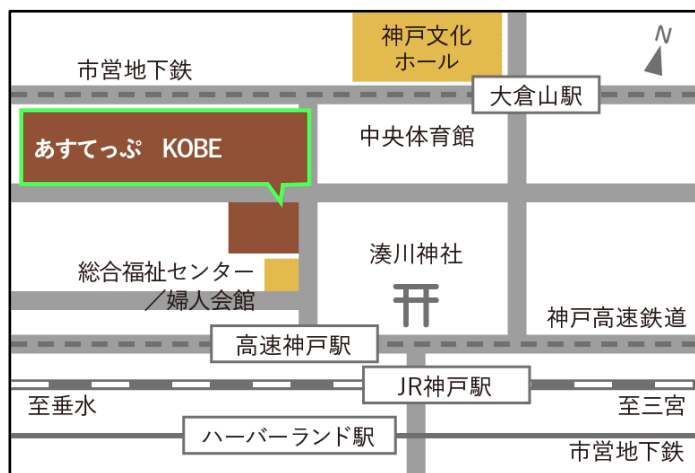 神戸文化
ホール
N
市営地下鉄
大倉山駅
あすてっぷ　KOBE
中央体育館
湊川神社
総合福祉センター
／婦人会館
神戸高速鉄道
高速神戸駅
JR神戸駅
至垂水
至三宮
ハーバーランド駅
市営地下鉄